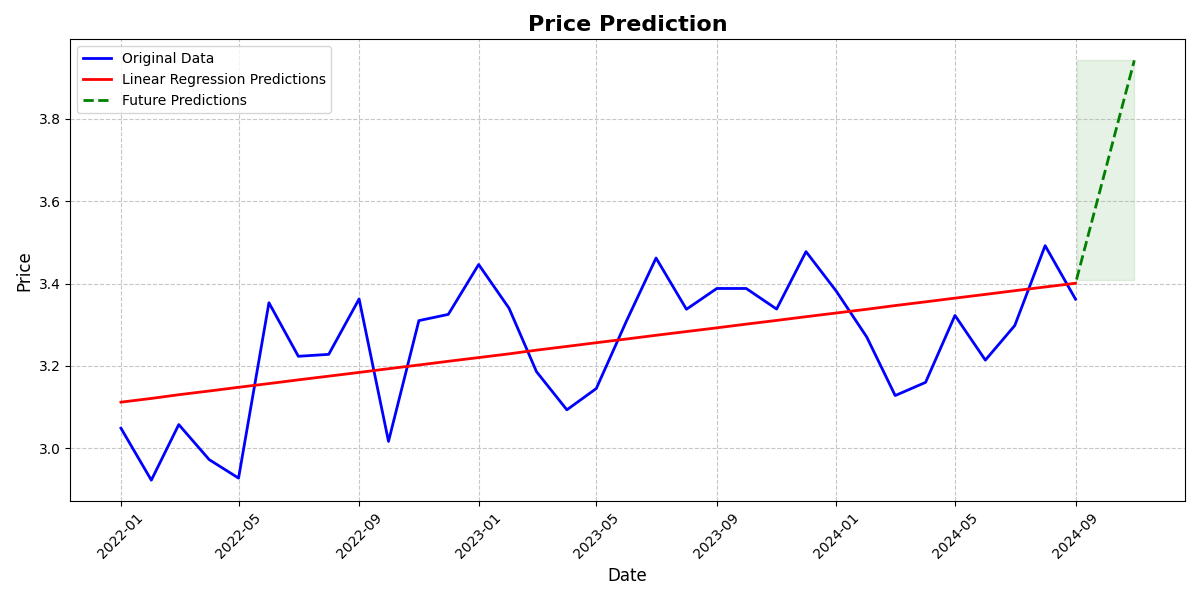 Price Prediction
Original Data
Linear Regression Predictions
Future Predictions
Price
3.8
3.6
3.4
3.2
3.0
2022-01
2022-05
2022-09
2023-01
2023-05
2023-09
2024-01
2024-05
2024-09
Date